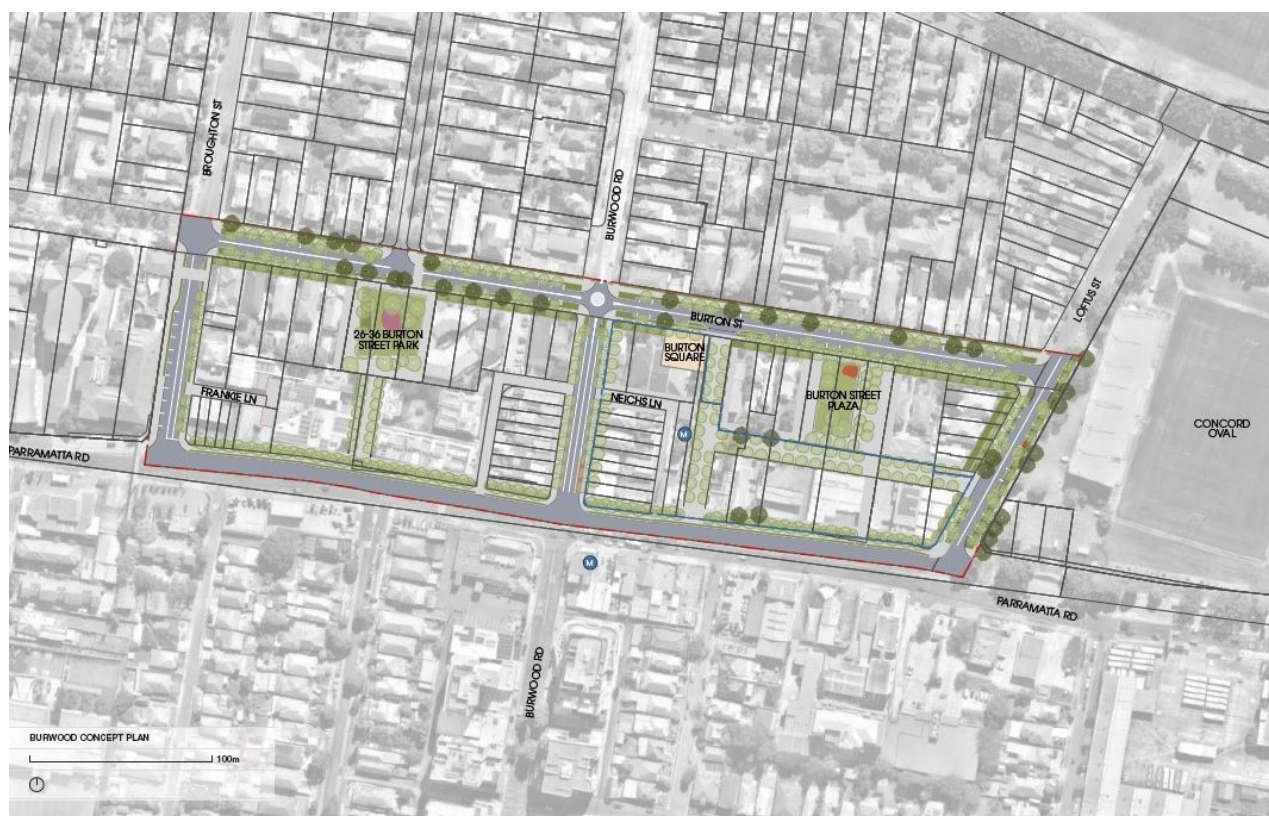 BROUGHTON ST
BURWOOD RD
LOFTUS ST
BURTON ST
26-36 BURTON
STREET PARK
BURTON
SQUARE
FRANKIE LN
NEICHS LN
BURTON STREET
PLAZA
CONCORD
OVAL
M
PARRAMATTA RD
M
PARRAMATTA RD
BURWOOD RD
BURWOOD CONCEPT PLAN
100m